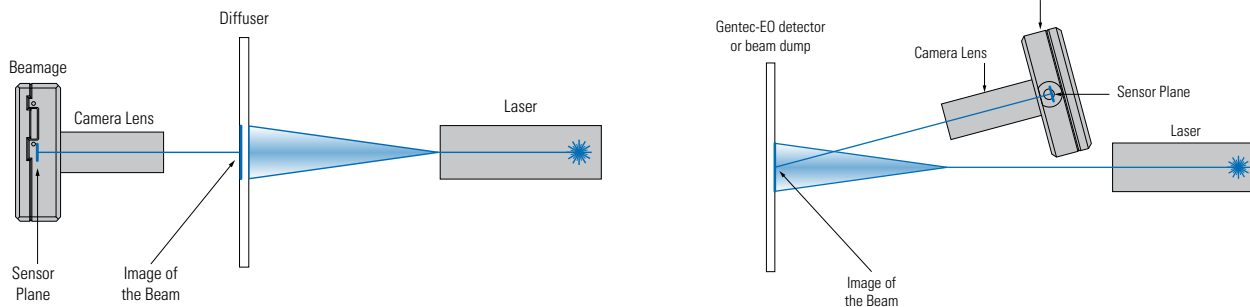 Diffuser
Beamage
Camera Lens
Laser
Sensor
Plane
Image of
the Beam
Gentec-EO detector
or beam dump
Camera Lens
Sensor Plane
Laser
Image of
the Beam